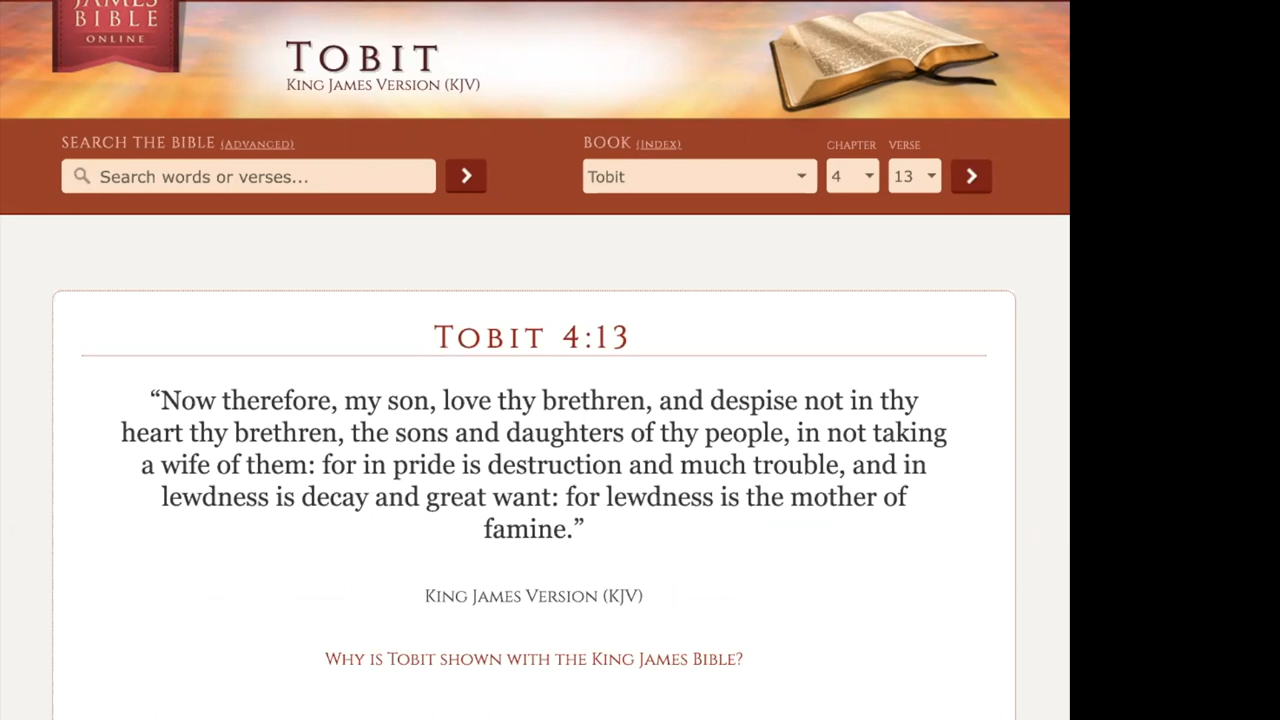 JAMES
BIBLE
ONLINE
TOBIT
KING JAMES VERSION (KJV)
SEARCH THE BIBLE (ADVANCED)
BOOK (INDEX)
CHAPTER VERSE
Search words or verses...
Tobit
4
13
TOBIT 4:13
“Now therefore, my son, love thy brethren, and despise not in thy
heart thy brethren, the sons and daughters of thy people, in not taking
a wife of them: for in pride is destruction and much trouble, and in
lewdness is decay and great want: for lewdness is the mother of
famine.”
KING JAMES VERSION (KJV)
WHY IS TOBIT SHOWN WITH THE KING JAMES BIBLE?